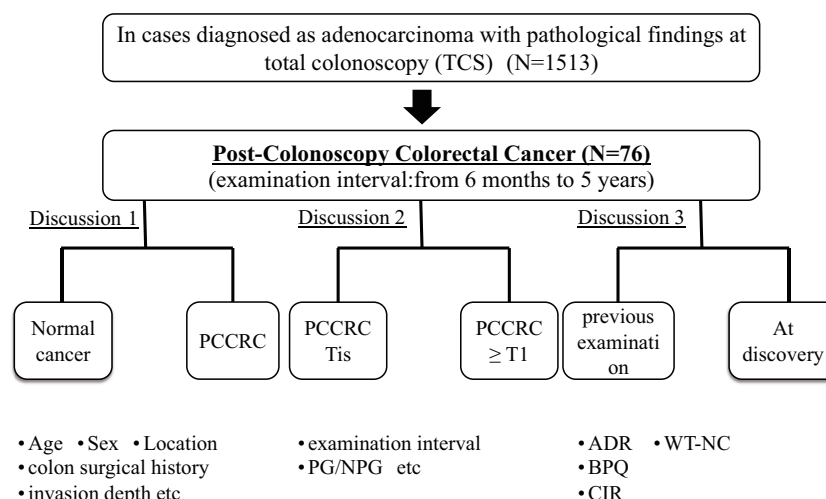 In cases diagnosed as adenocarcinoma with pathological findings at
total colonoscopy (TCS) (N=1513)
Post-Colonoscopy Colorectal Cancer (N=76)
(examination interval:from 6 months to 5 years)
Discussion 1
Discussion 2
Discussion 3
Normal
cancer
PCCRC
PCCRC
Tis
PCCRC
≥ T1
previous
examinati
on
At
discovery
•Age •Sex •Location
•colon surgical history
•invasion depth etc
•examination interval
•PG/NPG etc
•ADR •WT-NC
•BPQ
•CIR